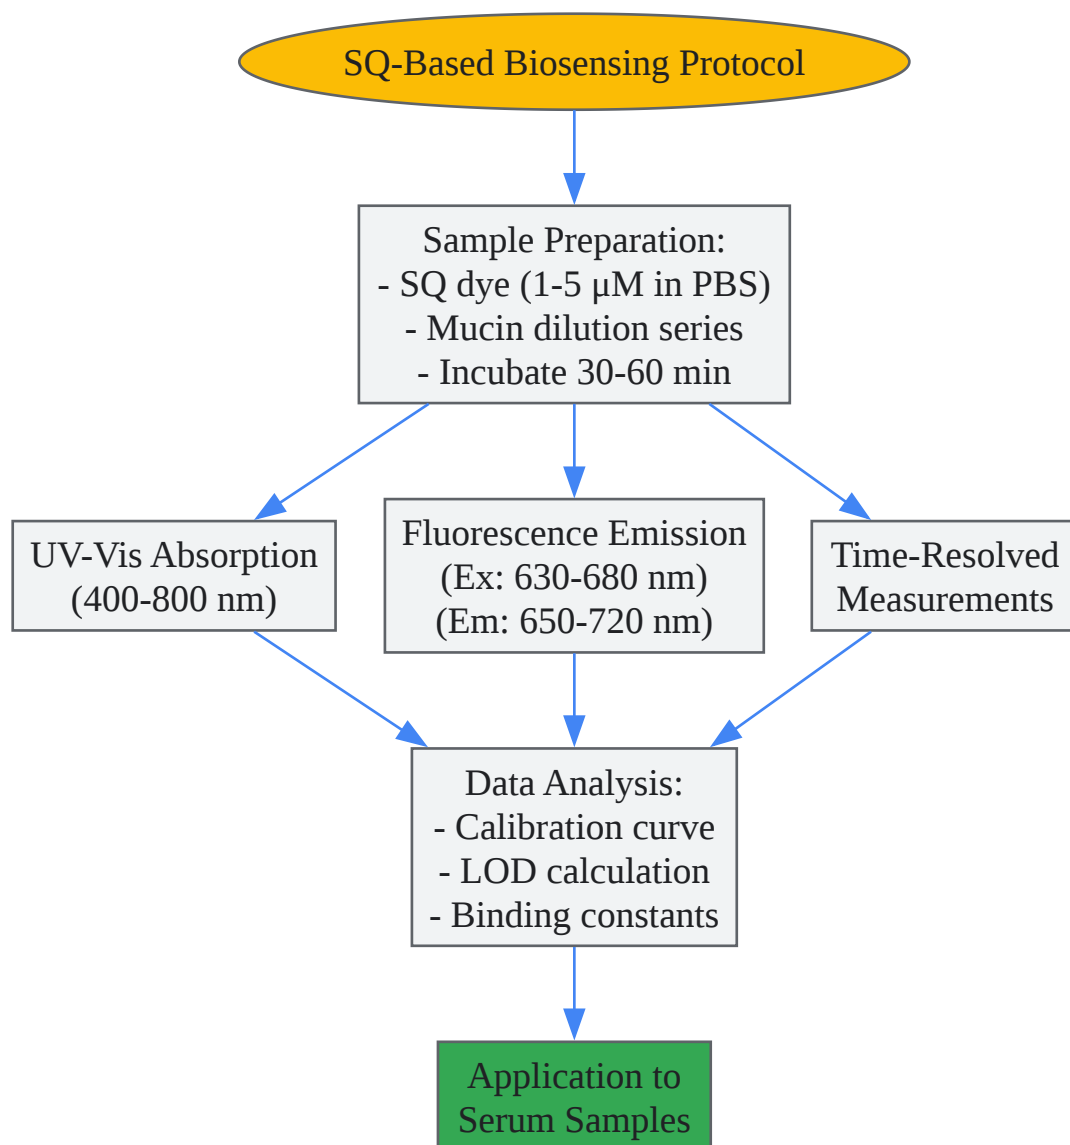 SQ-Based Biosensing Protocol
Sample Preparation:
- SQ dye (1-5 μM in PBS)
- Mucin dilution series
- Incubate 30-60 min
UV-Vis Absorption
(400-800 nm)
Fluorescence Emission
(Ex: 630-680 nm)
(Em: 650-720 nm)
Time-Resolved
Measurements
Data Analysis:
- Calibration curve
- LOD calculation
- Binding constants
Application to
Serum Samples